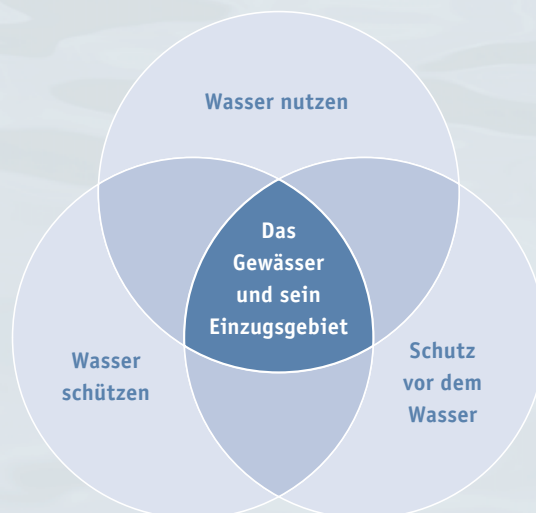 Wasser nutzen
Das
Gewässer
und sein
Einzugsgebiet
Wasser
schützen
Schutz
vor dem
Wasser